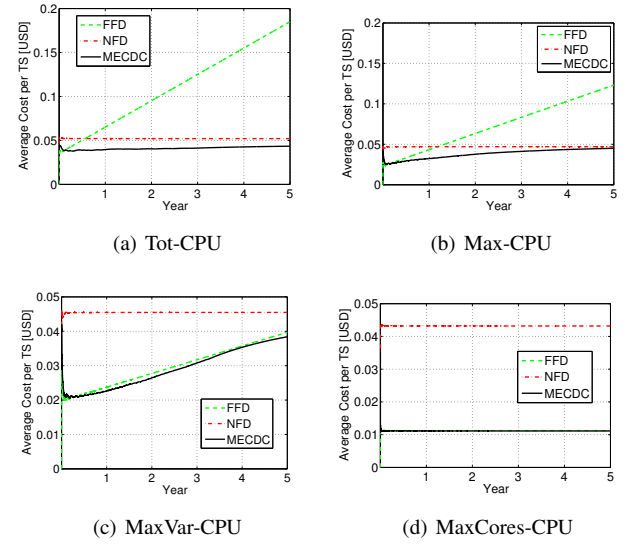 Average Cost per TS [USD]
0.2
0.15
0.1
0.05
0
1 2 3 4 5
Year
FFD
NFD
MECDC
(a) Tot-CPU
Average Cost per TS [USD]
0.2
0.15
0.1
0.05
0
1 2 3 4 5
Year
FFD
NFD
MECDC
(b) Max-CPU
Average Cost per TS [USD]
0.05
0.04
0.03
0.02
0.01
0
1 2 3 4 5
Year
FFD
NFD
MECDC
(c) MaxVar-CPU
Average Cost per TS [USD]
0.05
0.04
0.03
0.02
0.01
0
1 2 3 4 5
Year
FFD
NFD
MECDC
(d) MaxCores-CPU